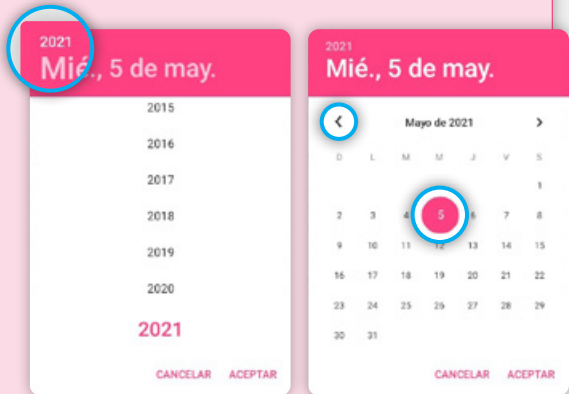 2021
Mié., 5 de may.
2015
2016
2017
2018
2019
2020
2021
CANCELAR ACEPTAR
2021
Mié., 5 de may.
Mayo de 2021
D L M M J V S
1
2 3 4 5 6 7 8
9 10 11 12 13 14 15
16 17 18 19 20 21 22
23 24 25 26 27 28 29
30 31
CANCELAR ACEPTAR